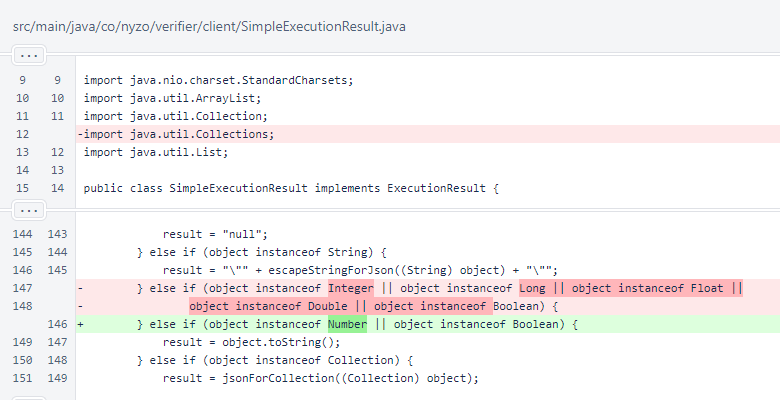 src/main/java/co/nyzo/verifier/client/SimpleExecutionResult.java
...
9 9 import java.nio.charset.StandardCharsets;
10 10 import java.util.ArrayList;
11 11 import java.util.Collection;
12 -import java.util.Collections;
13 12 import java.util.List;
14 13
15 14 public class SimpleExecutionResult implements ExecutionResult {
...
144 143 result = "null";
145 144 } else if (object instanceof String) {
146 145 result = "\"" + escapeStringForJson((String) object) + "\"";
147 - } else if (object instanceof Integer || object instanceof Long || object instanceof Float ||
148 - object instanceof Double || object instanceof Boolean) {
146 + } else if (object instanceof Number || object instanceof Boolean) {
149 147 result = object.toString();
150 148 } else if (object instanceof Collection) {
151 149 result = jsonForCollection((Collection) object);